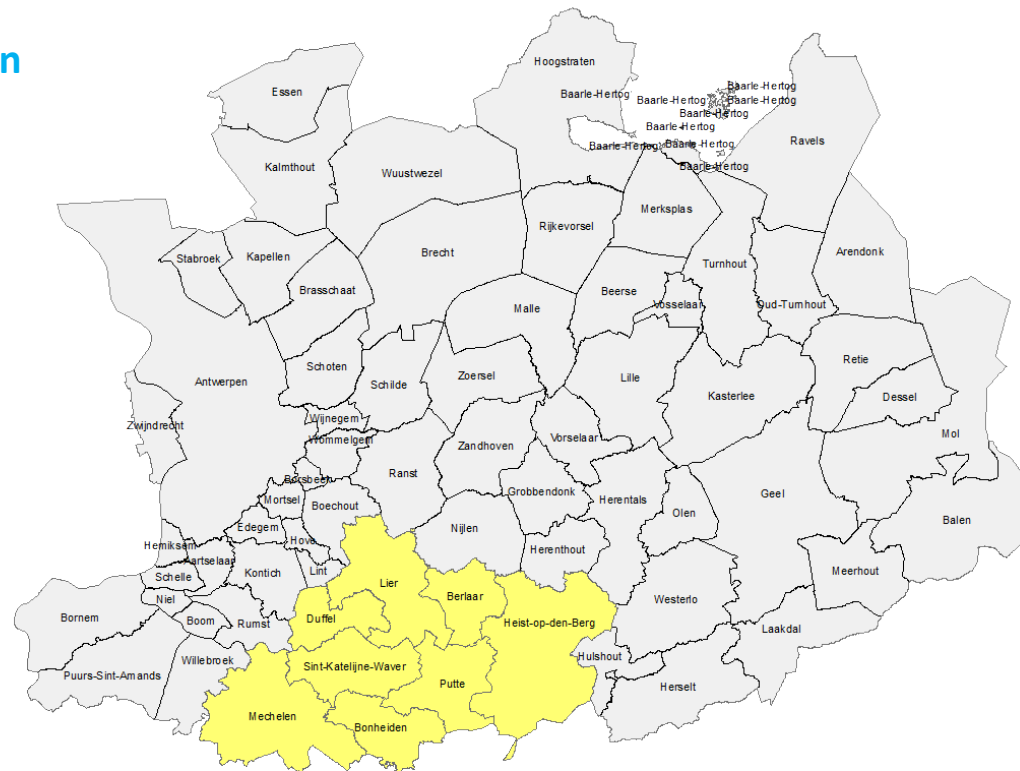 n
Hoogstraten
Essen
Baarle-Hertog
Baarle-Hertog
Baarle-Hertog
Baarle-Hertog
Baarle-Hertog
Baarle-Hertog
Baarle-Hertog
Baarle-Hertog
Baarle-Hertog
Ravels
Kalmthout
Wuustwezel
Merksplas
Rijkevorsel
Stabroek
Kapellen
Brecht
Turnhout
Arendonk
Brasschaat
Beerse
Vosselaar
Oud-Turnhout
Malle
Schoten
Schilde
Zoersel
Lille
Retie
Antwerpen
Kasterlee
Dessel
Zwijndrecht
Wijnegem
Wommelgem
Vorselaar
Mol
Zandhoven
Ranst
Borsbeek
Mortsel
Boechout
Grobbendonk
Herentals
Geel
Olen
Balen
Edegem
Hove
Nijlen
Hemiksem
Aartselaar
Herenthout
Schelle
Kontich
Lint
Lier
Meerhout
Niel
Berlaar
Westerlo
Bornem
Boom
Rumst
Duffel
Heist-op-den-Berg
Laakdal
Willebroek
Sint-Katelijne-Waver
Hulshout
Puurs-Sint-Amands
Putte
Herselt
Mechelen
Bonheiden